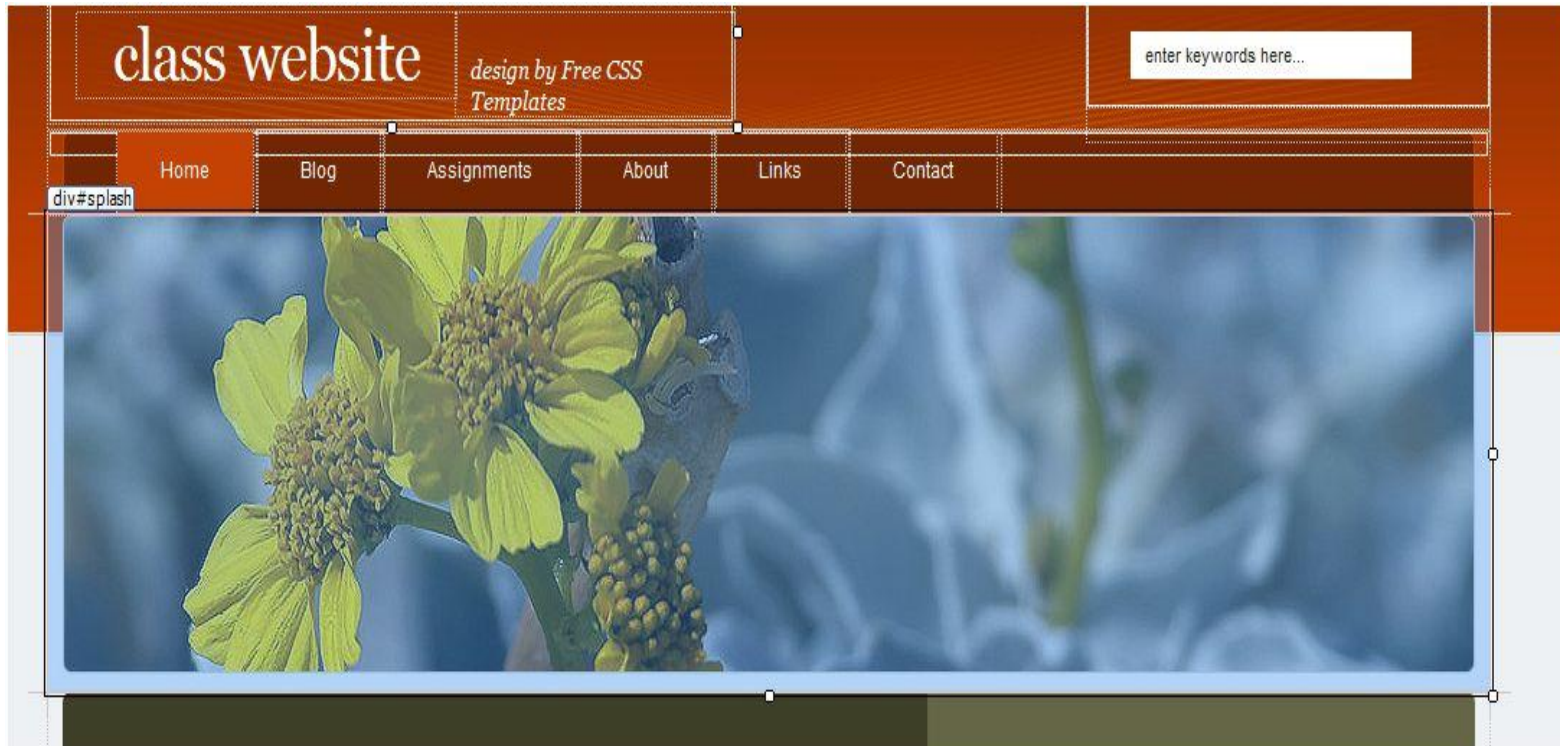 class website
design by Free CSS
Templates
enter keywords here...
Home Blog Assignments About Links Contact
div#splash